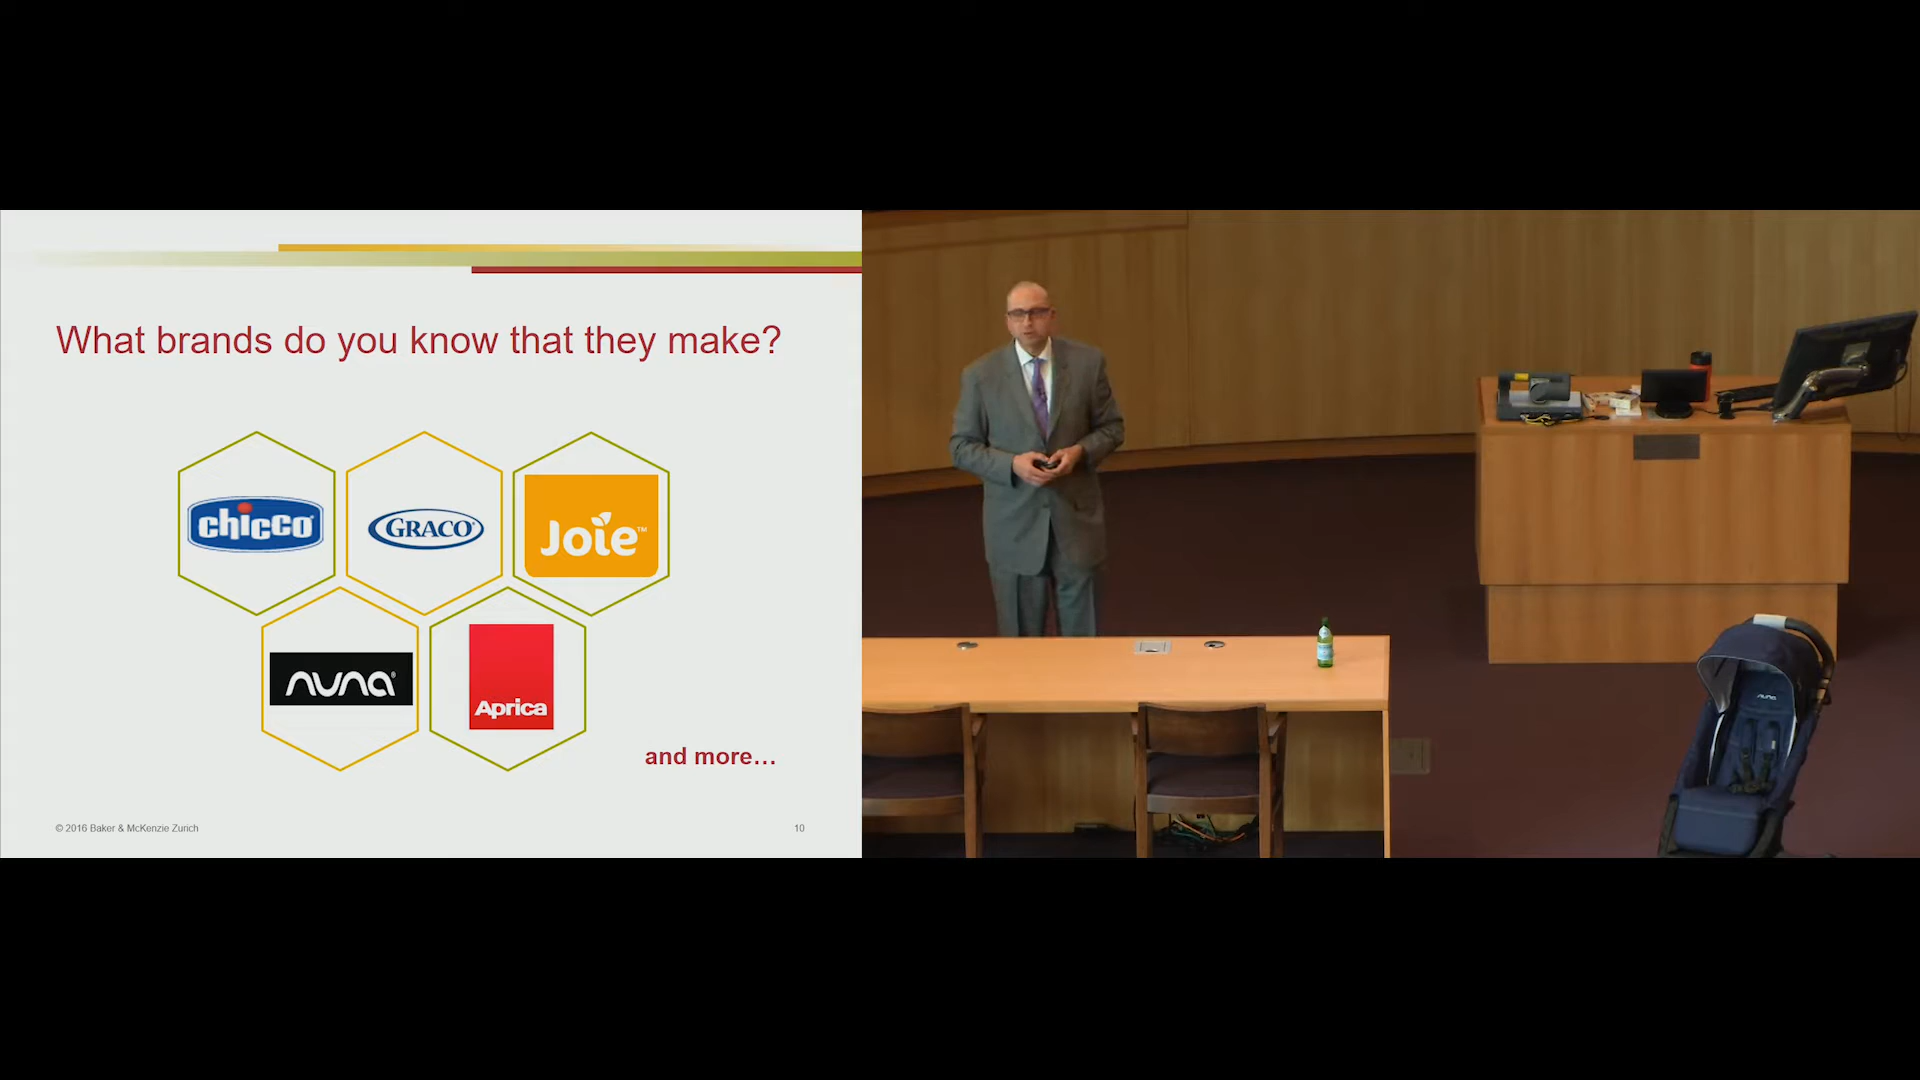 What brands do you know that they make?
chicco
GRACO
Joie™
nuna®
Aprica
and more…
© 2016 Baker & McKenzie Zurich
10
nuna